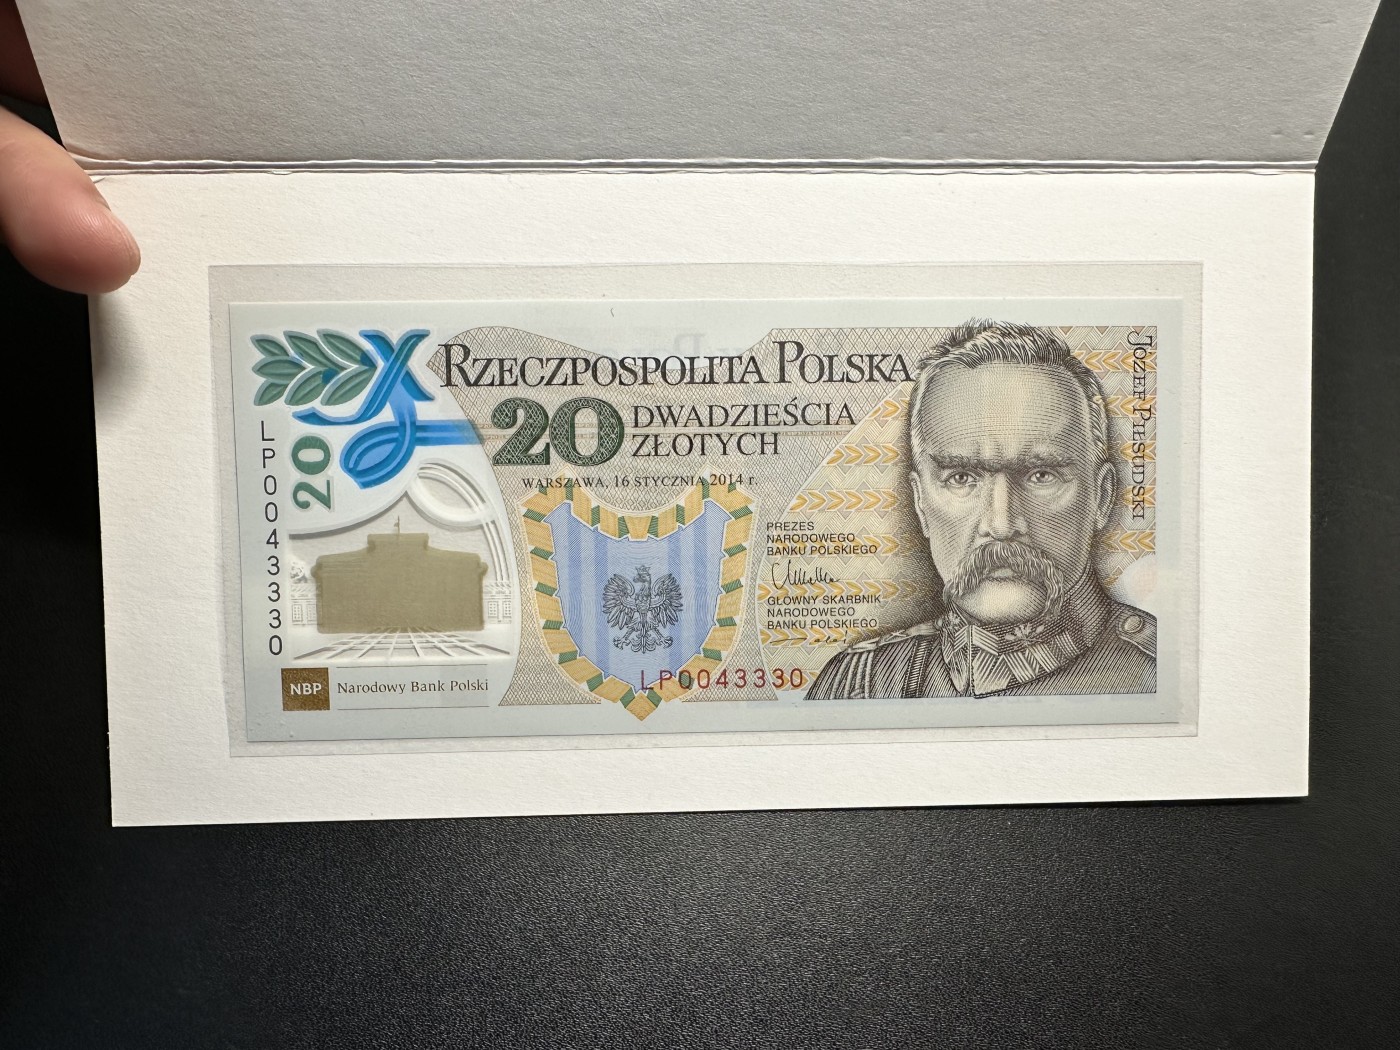 RZECZPOSPOLITA POLSKA
20 DWADZIEŚCIA
ZŁOTYCH
WARSZAWA, 16 STYCZNIA 2014 r.
20
LP0043330
PREZES
NARODOWEGO
BANKU POLSKIEGO
GŁÓWNY SKARBNIK
NARODOWEGO
BANKU POLSKIEGO
LP0043330
NBP Narodowy Bank Polski
JÓZEF PIŁSUDSKI